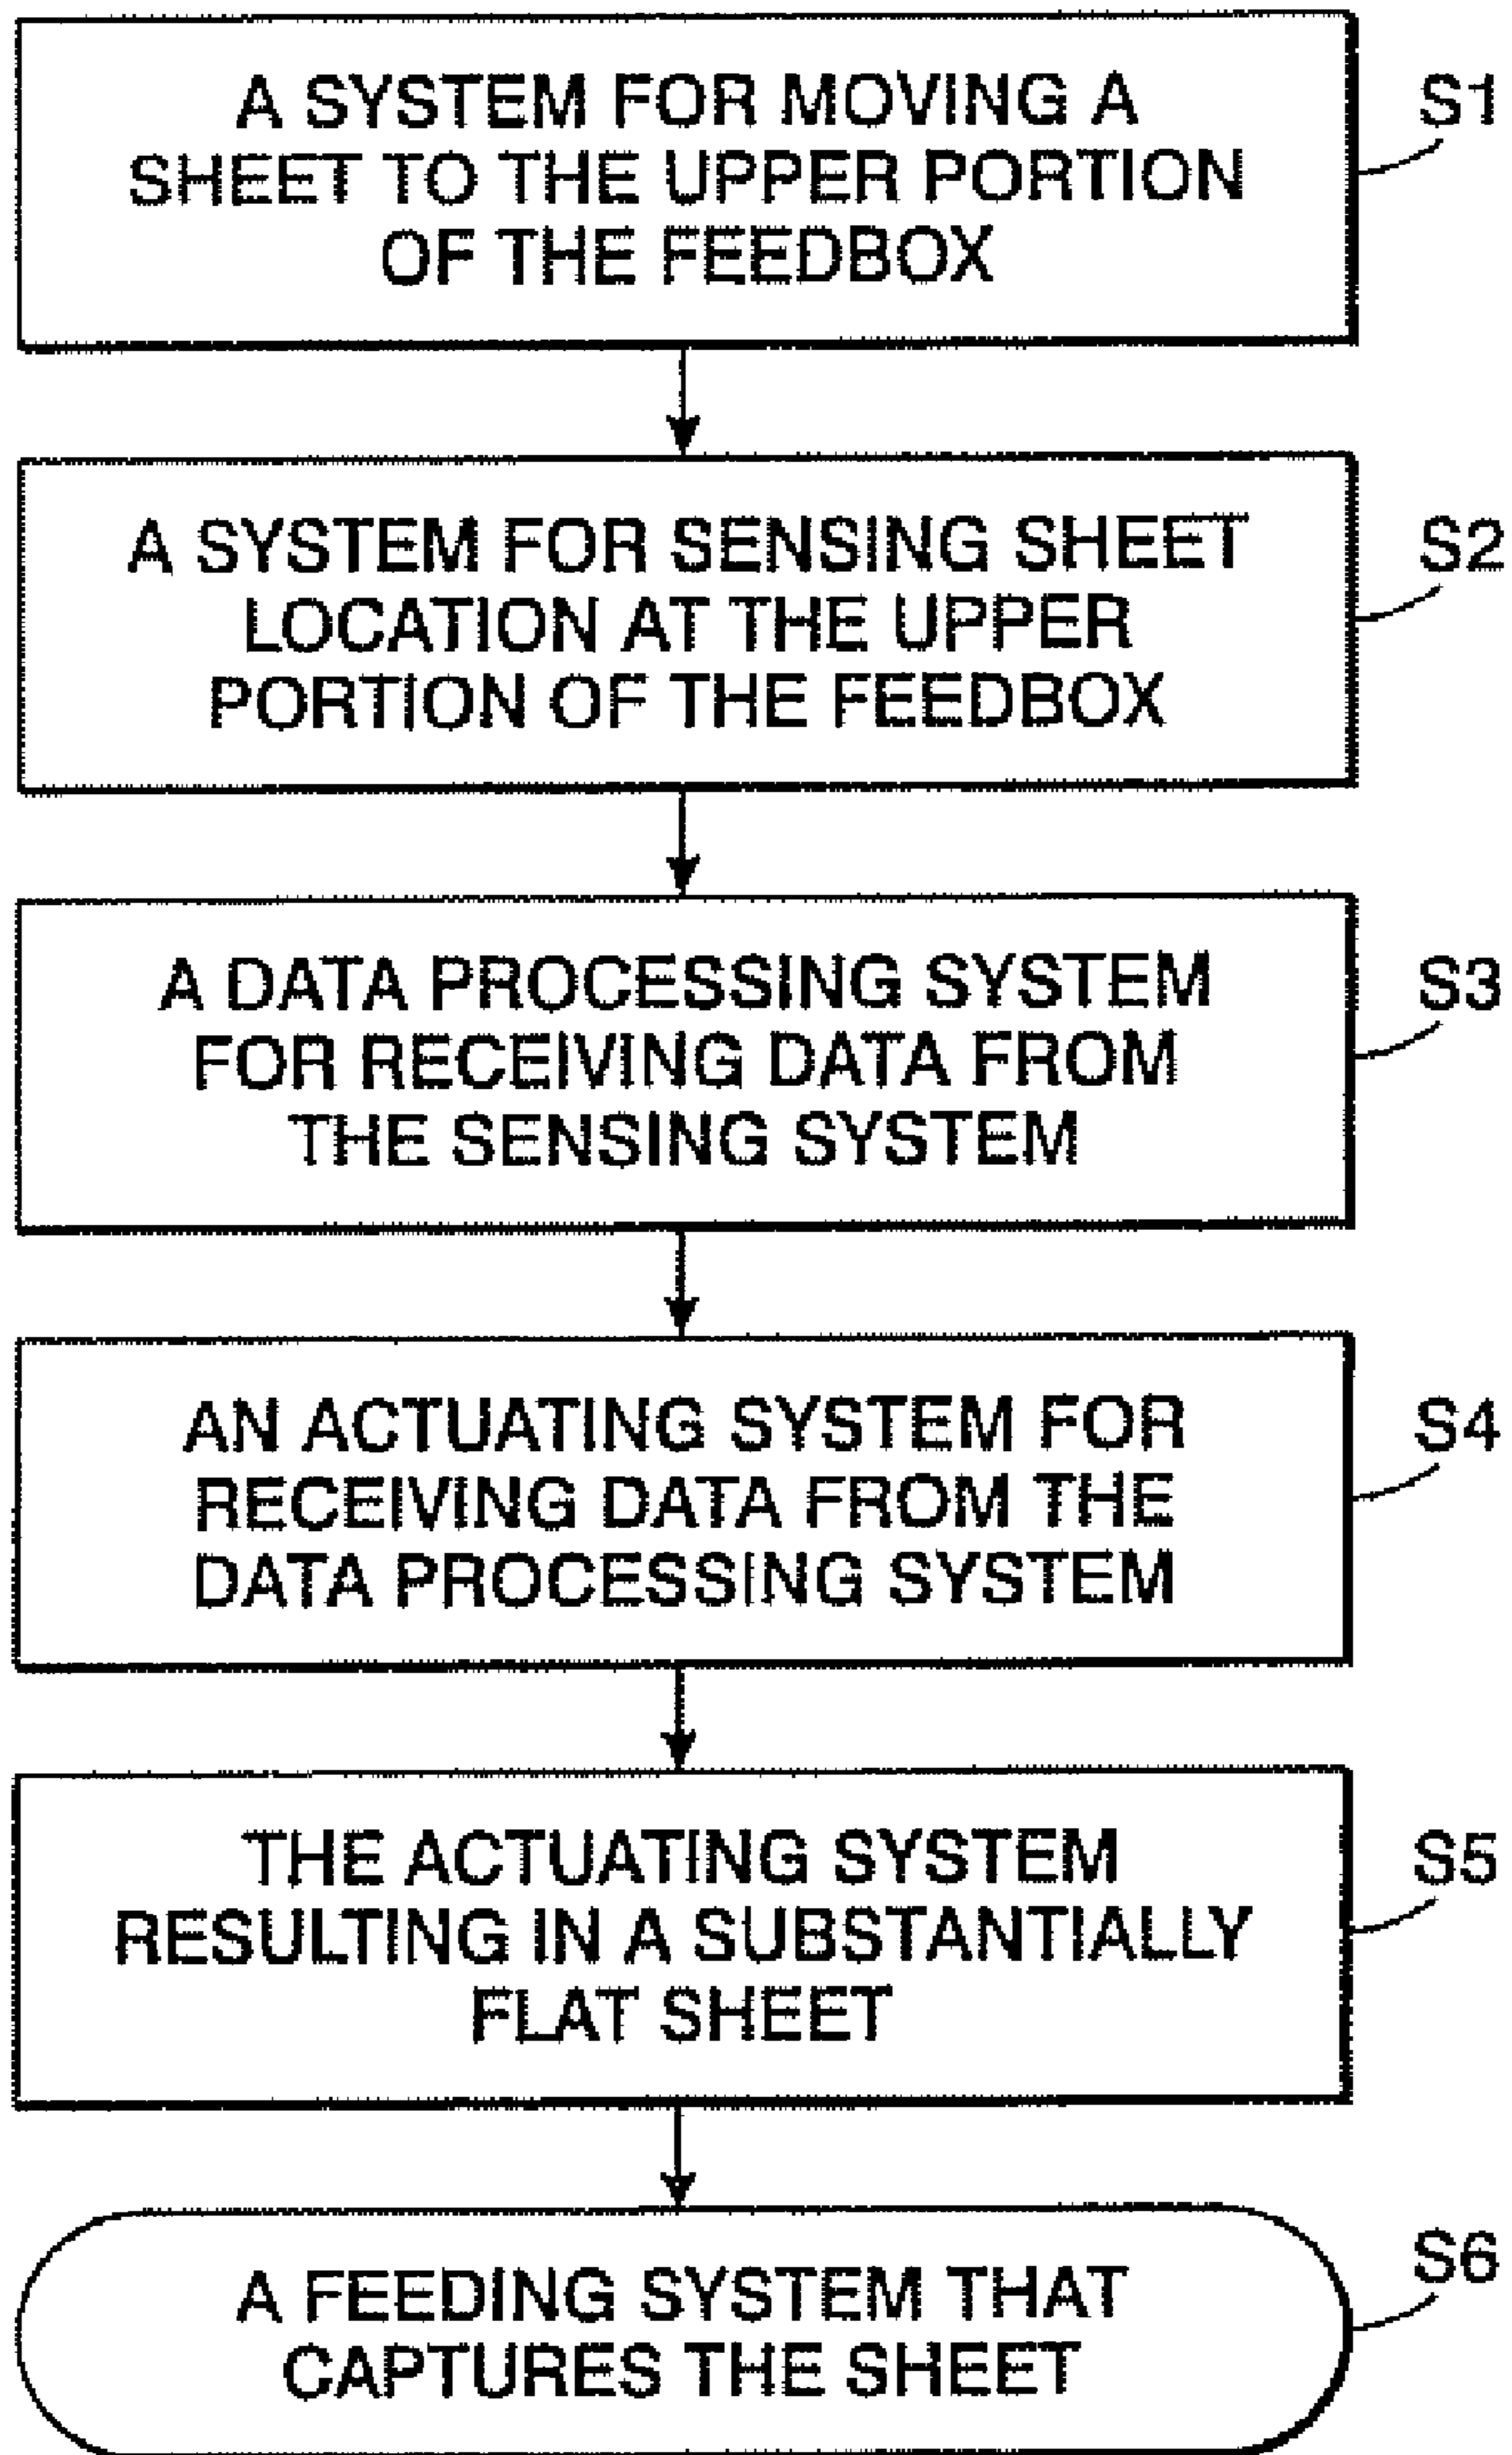 A SYSTEM FOR MOVING A
SHEET TO THE UPPER PORTION
OF THE FEEDBOX
S1
A SYSTEM FOR SENSING SHEET
LOCATION AT THE UPPER
PORTION OF THE FEEDBOX
S2
A DATA PROCESSING SYSTEM
FOR RECEIVING DATA FROM
THE SENSING SYSTEM
S3
AN ACTUATING SYSTEM FOR
RECEIVING DATA FROM THE
DATA PROCESSING SYSTEM
S4
THE ACTUATING SYSTEM
RESULTING IN A SUBSTANTIALLY
FLAT SHEET
S5
A FEEDING SYSTEM THAT
CAPTURES THE SHEET
S6